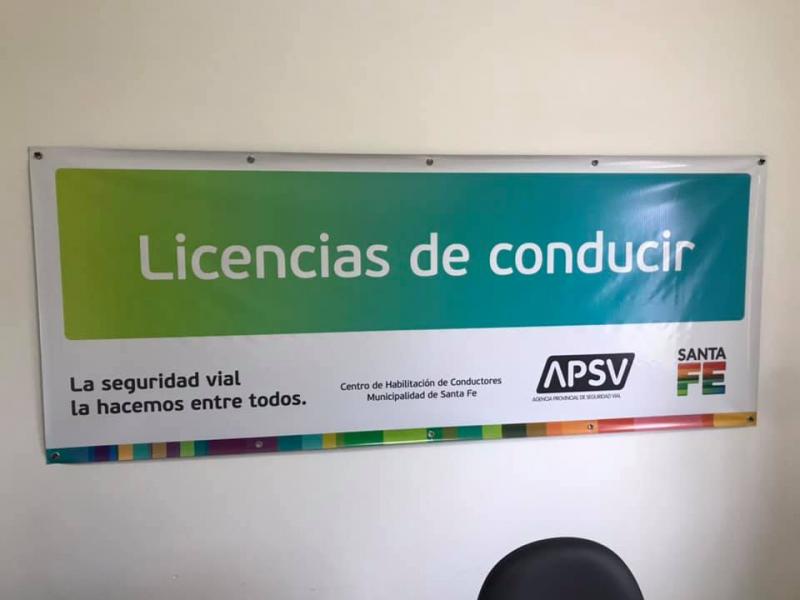 Licencias de conducir
La seguridad vial
la hacemos entre todos.
Centro de Habilitación de Conductores
Municipalidad de Santa Fe
APSV
AGENCIA PROVINCIAL DE SEGURIDAD VIAL
SANTA
FE